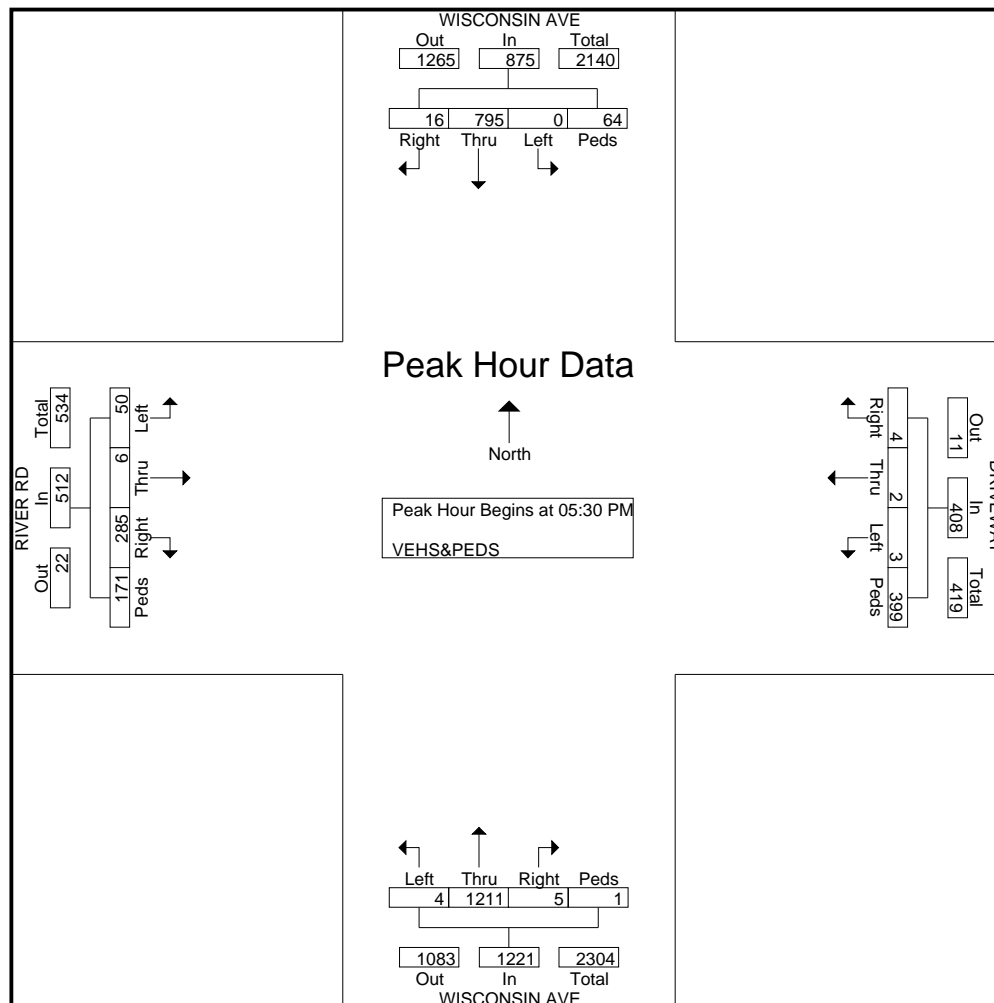 WISCONSIN AVE
Out In Total
1265 875 2140
16 795 0 64
Right Thru Left Peds
Peak Hour Data
North
Peak Hour Begins at 05:30 PM
VEHS&PEDS
RIVER RD
Out In Total
22 512 534
50 6 285 171
Left Thru Right Peds
Right Thru Left Peds
4 2 3 399
Out In Total
11 408 419
DRIVEWAY
Left Thru Right Peds
4 1211 5 1
1083 1221 2304
Out In Total
WISCONSIN AVE